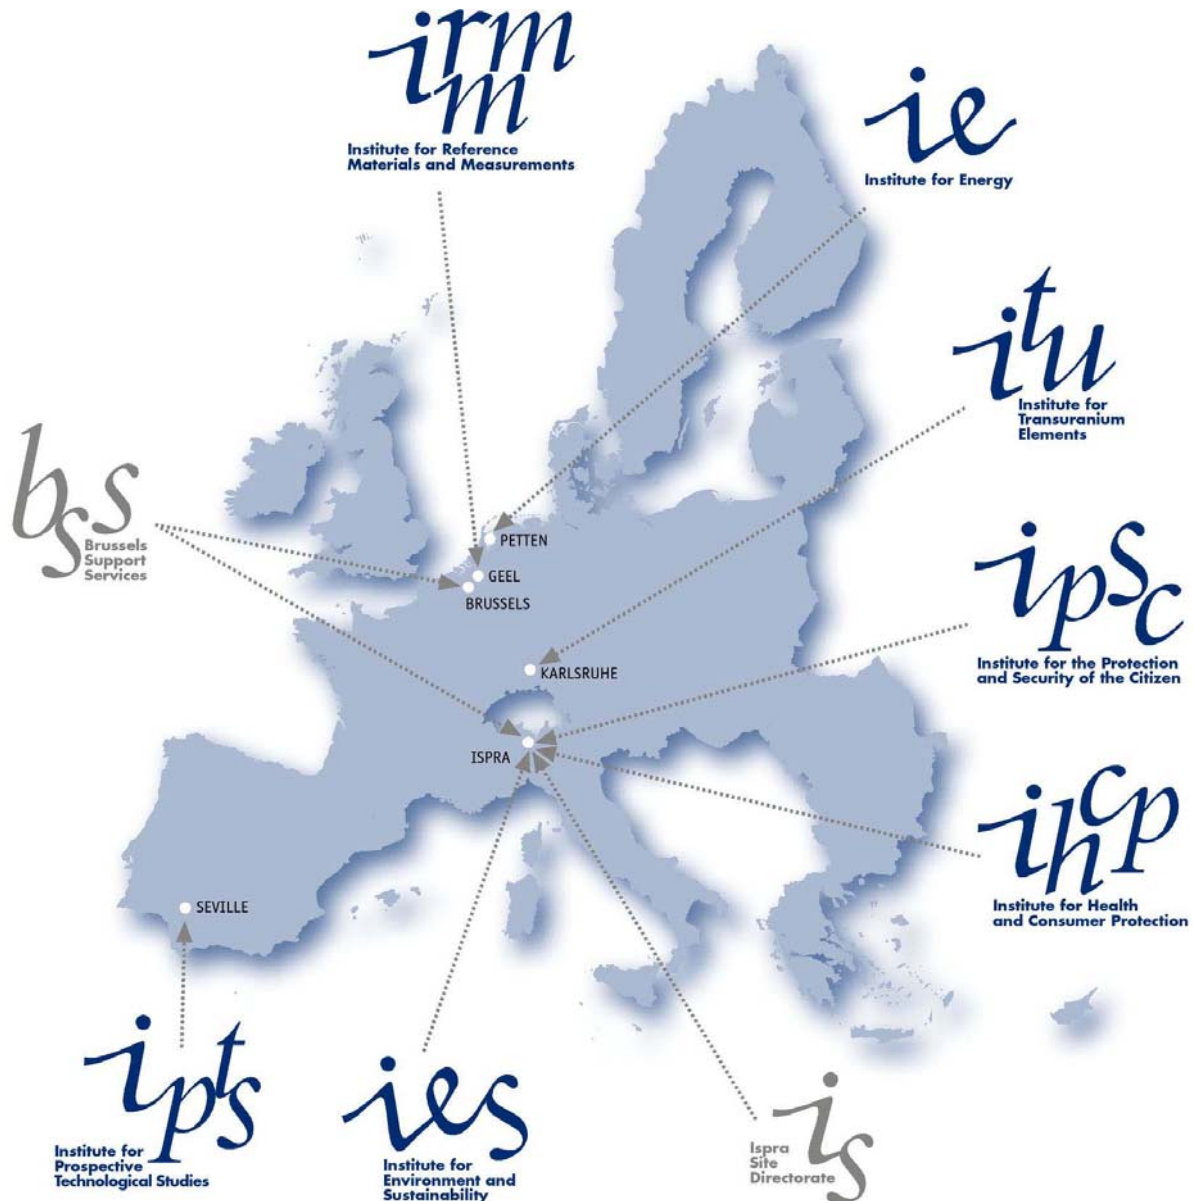 irmm
Institute for Reference
Materials and Measurements
ie
Institute for Energy
itu
Institute for
Transuranium
Elements
bss
Brussels
Support
Services
PETTEN
GEEL
BRUSSELS
KARLSRUHE
ISPRA
SEVILLE
ipsc
Institute for the Protection
and Security of the Citizen
ihcp
Institute for Health
and Consumer Protection
ipts
Institute for
Prospective
Technological Studies
ies
Institute for
Environment and
Sustainability
is
Ispra
Site
Directorate